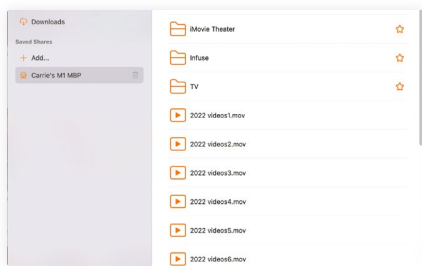 Downloads
Saved Shares
Add...
Carrie's M1 MBP
iMovie Theater
Infuse
TV
2022 videos1.mov
2022 videos2.mov
2022 videos3.mov
2022 videos4.mov
2022 videos5.mov
2022 videos6.mov